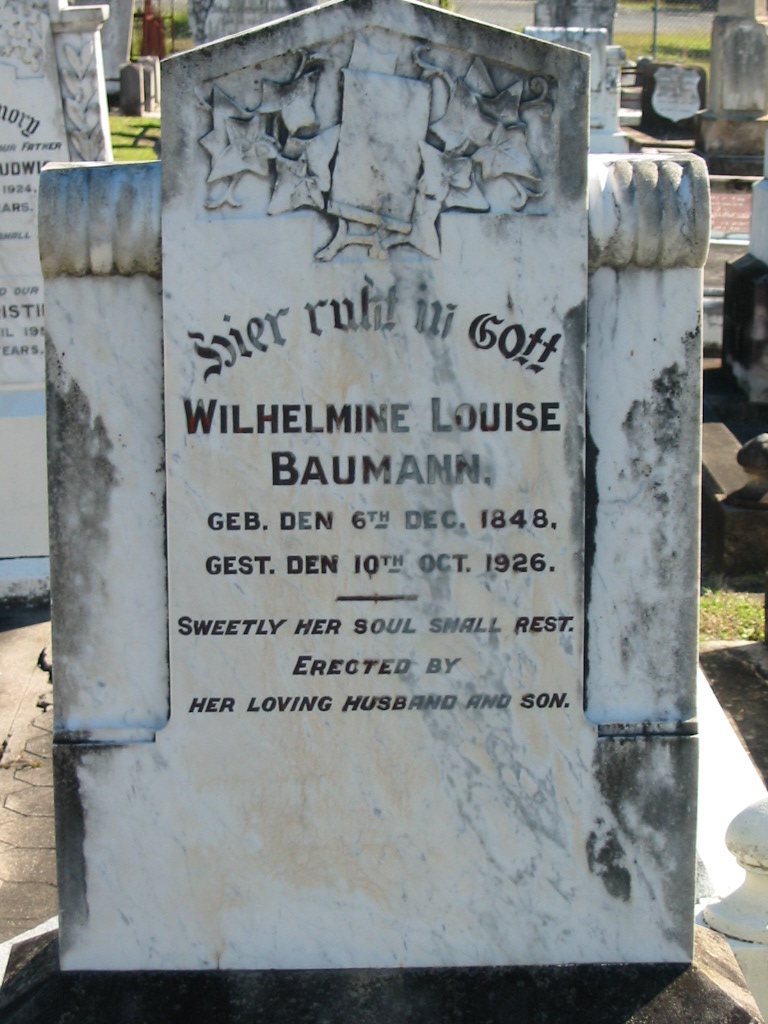 Hier ruht in Gott
WILHELMINE LOUISE
BAUMANN,
GEB. DEN 6TH DEC. 1848,
GEST. DEN 10TH OCT. 1926.
SWEETLY HER SOUL SHALL REST.
ERECTED BY
HER LOVING HUSBAND AND SON.
1924,